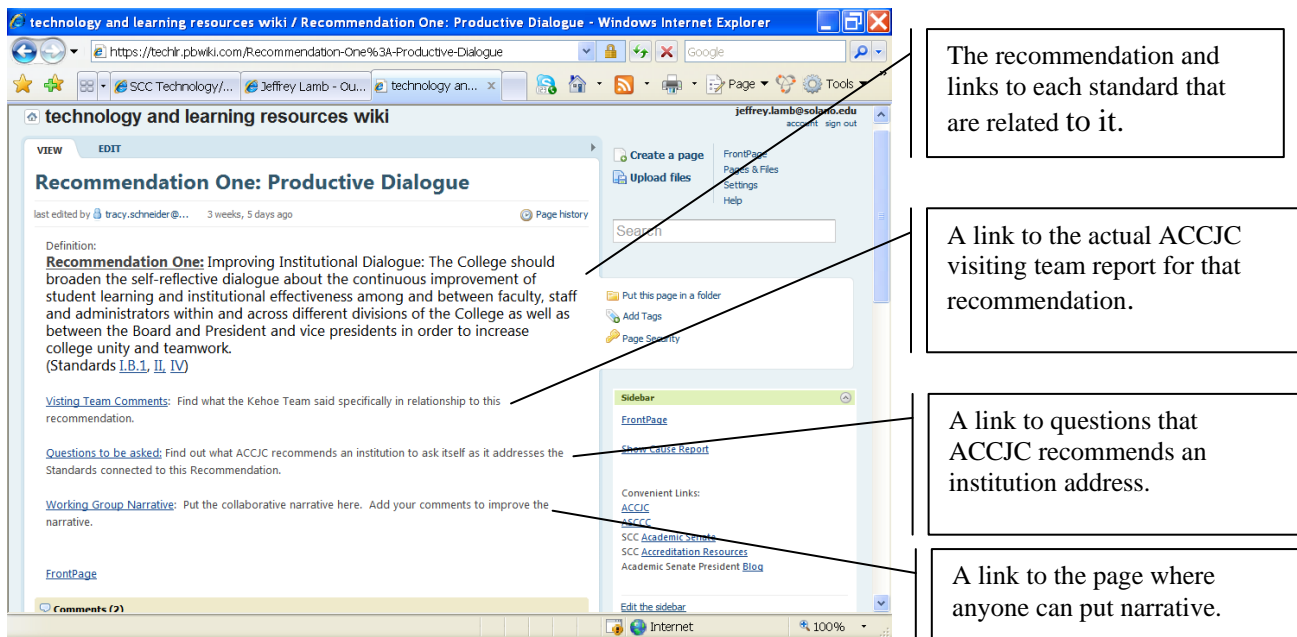 technology and learning resources wiki / Recommendation One: Productive Dialogue - Windows Internet Explorer
https://techlr.pbwiki.com/Recommendation-One%3A-Productive-Dialogue
Google
SCC Technology/...
Jeffrey Lamb - Ou...
technology an...
Page
Tools
technology and learning resources wiki
jeffrey.lamb@solano.edu
account sign out
VIEW EDIT
Create a page
Upload files
FrontPage
Pages & Files
Settings
Help
Recommendation One: Productive Dialogue
last edited by tracy.schneider@... 3 weeks, 5 days ago Page history
Search
Definition:
Recommendation One: Improving Institutional Dialogue: The College should
broaden the self-reflective dialogue about the continuous improvement of
student learning and institutional effectiveness among and between faculty, staff
and administrators within and across different divisions of the College as well as
between the Board and President and vice presidents in order to increase
college unity and teamwork.
(Standards I.B.1, II, IV)
Visting Team Comments: Find what the Kehoe Team said specifically in relationship to this
recommendation.
Questions to be asked: Find out what ACCJC recommends an institution to ask itself as it addresses the
Standards connected to this Recommendation.
Working Group Narrative: Put the collaborative narrative here. Add your comments to improve the
narrative.
FrontPage
Comments (2)
Put this page in a folder
Add Tags
Page Security
Sidebar
FrontPage
Show Cause Report
Convenient Links:
ACCJC
ASCCC
SCC Academic Senate
SCC Accreditation Resources
Academic Senate President Blog
Edit the sidebar
Internet
100%
The recommendation and
links to each standard that
are related to it.
A link to the actual ACCJC
visiting team report for that
recommendation.
A link to questions that
ACCJC recommends an
institution address.
A link to the page where
anyone can put narrative.